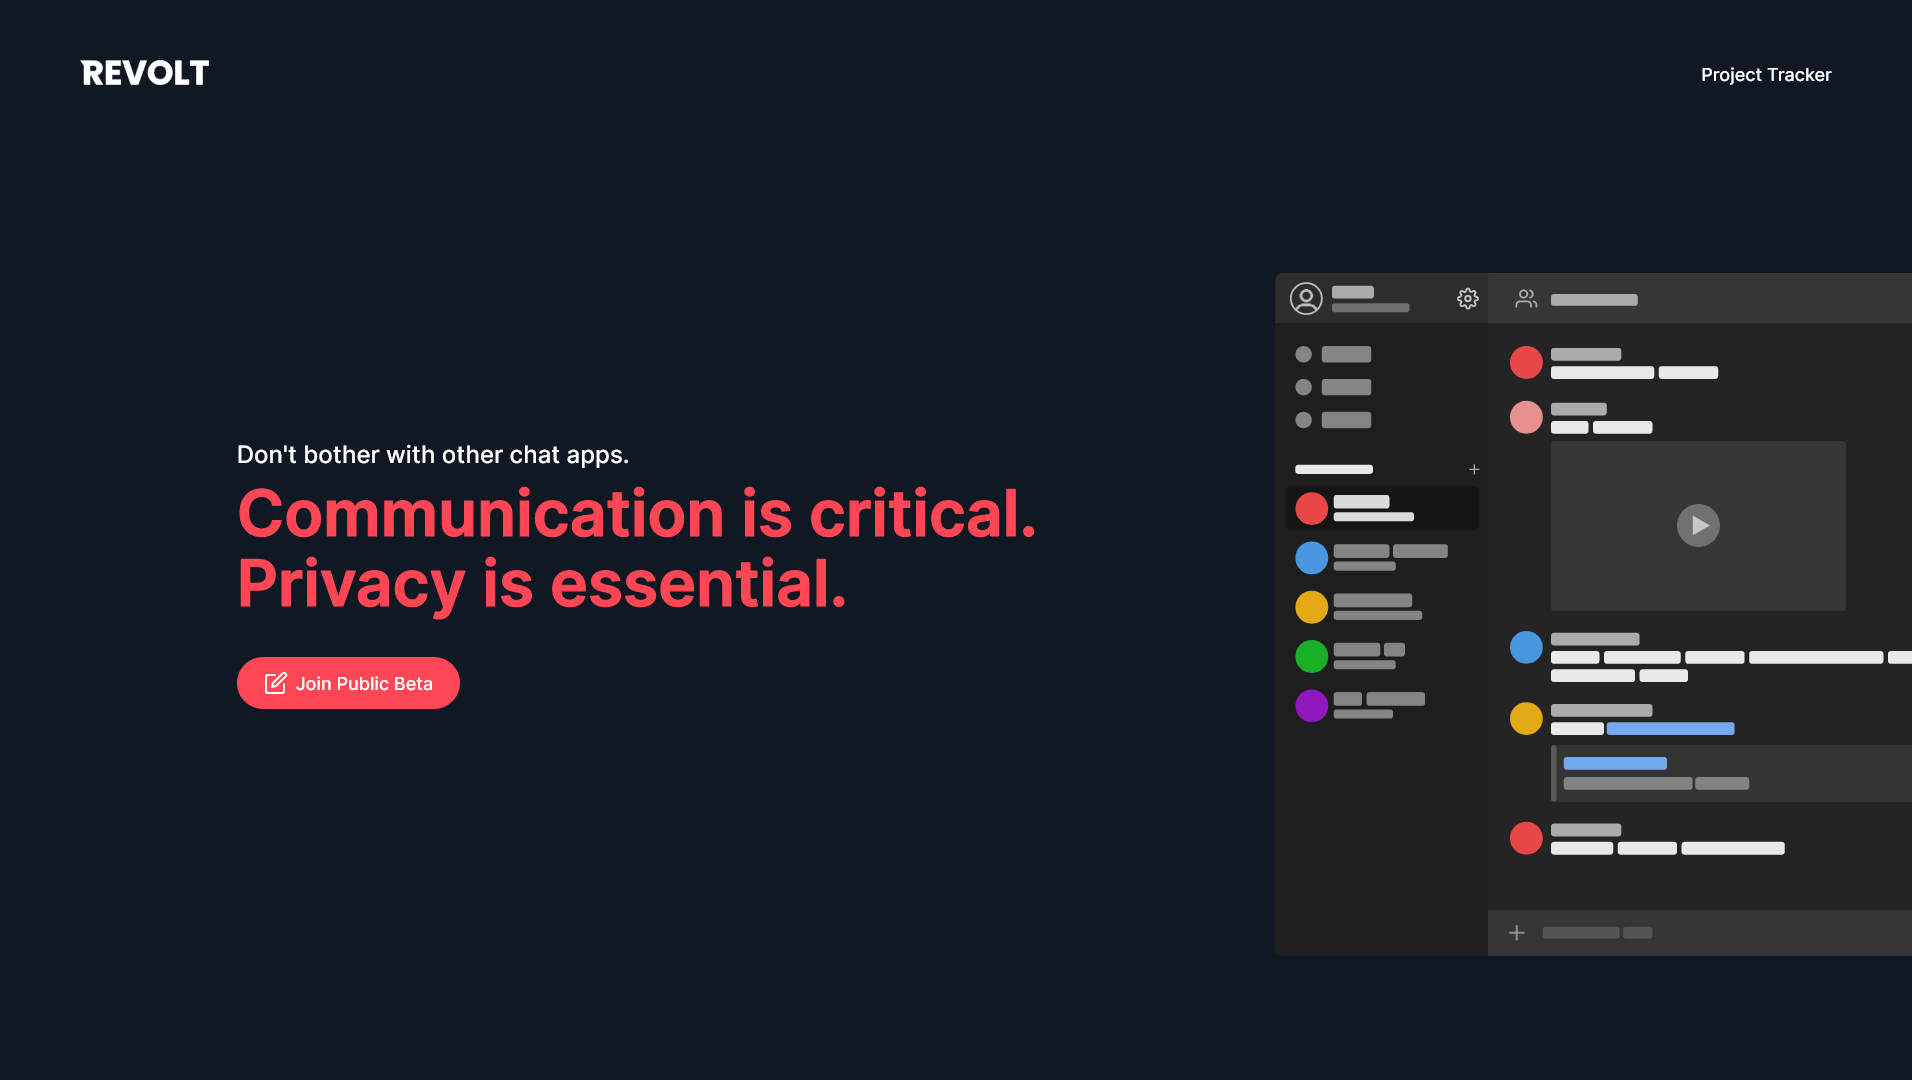 REVOLT
Project Tracker
Don't bother with other chat apps.
Communication is critical.
Privacy is essential.
Join Public Beta